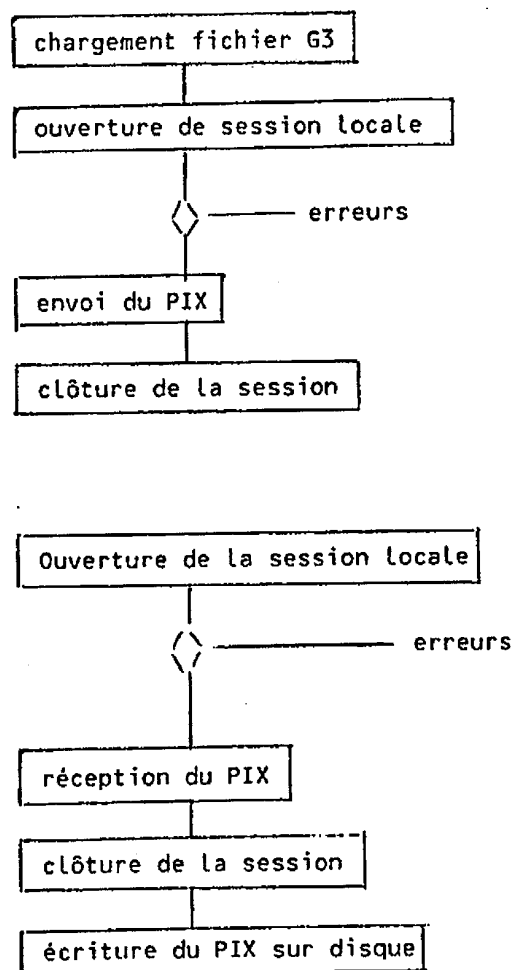 chargement fichier G3
ouverture de session locale
erreurs
envoi du PIX
clôture de la session
Ouverture de la session locale
erreurs
réception du PIX
clôture de la session
écriture du PIX sur disque